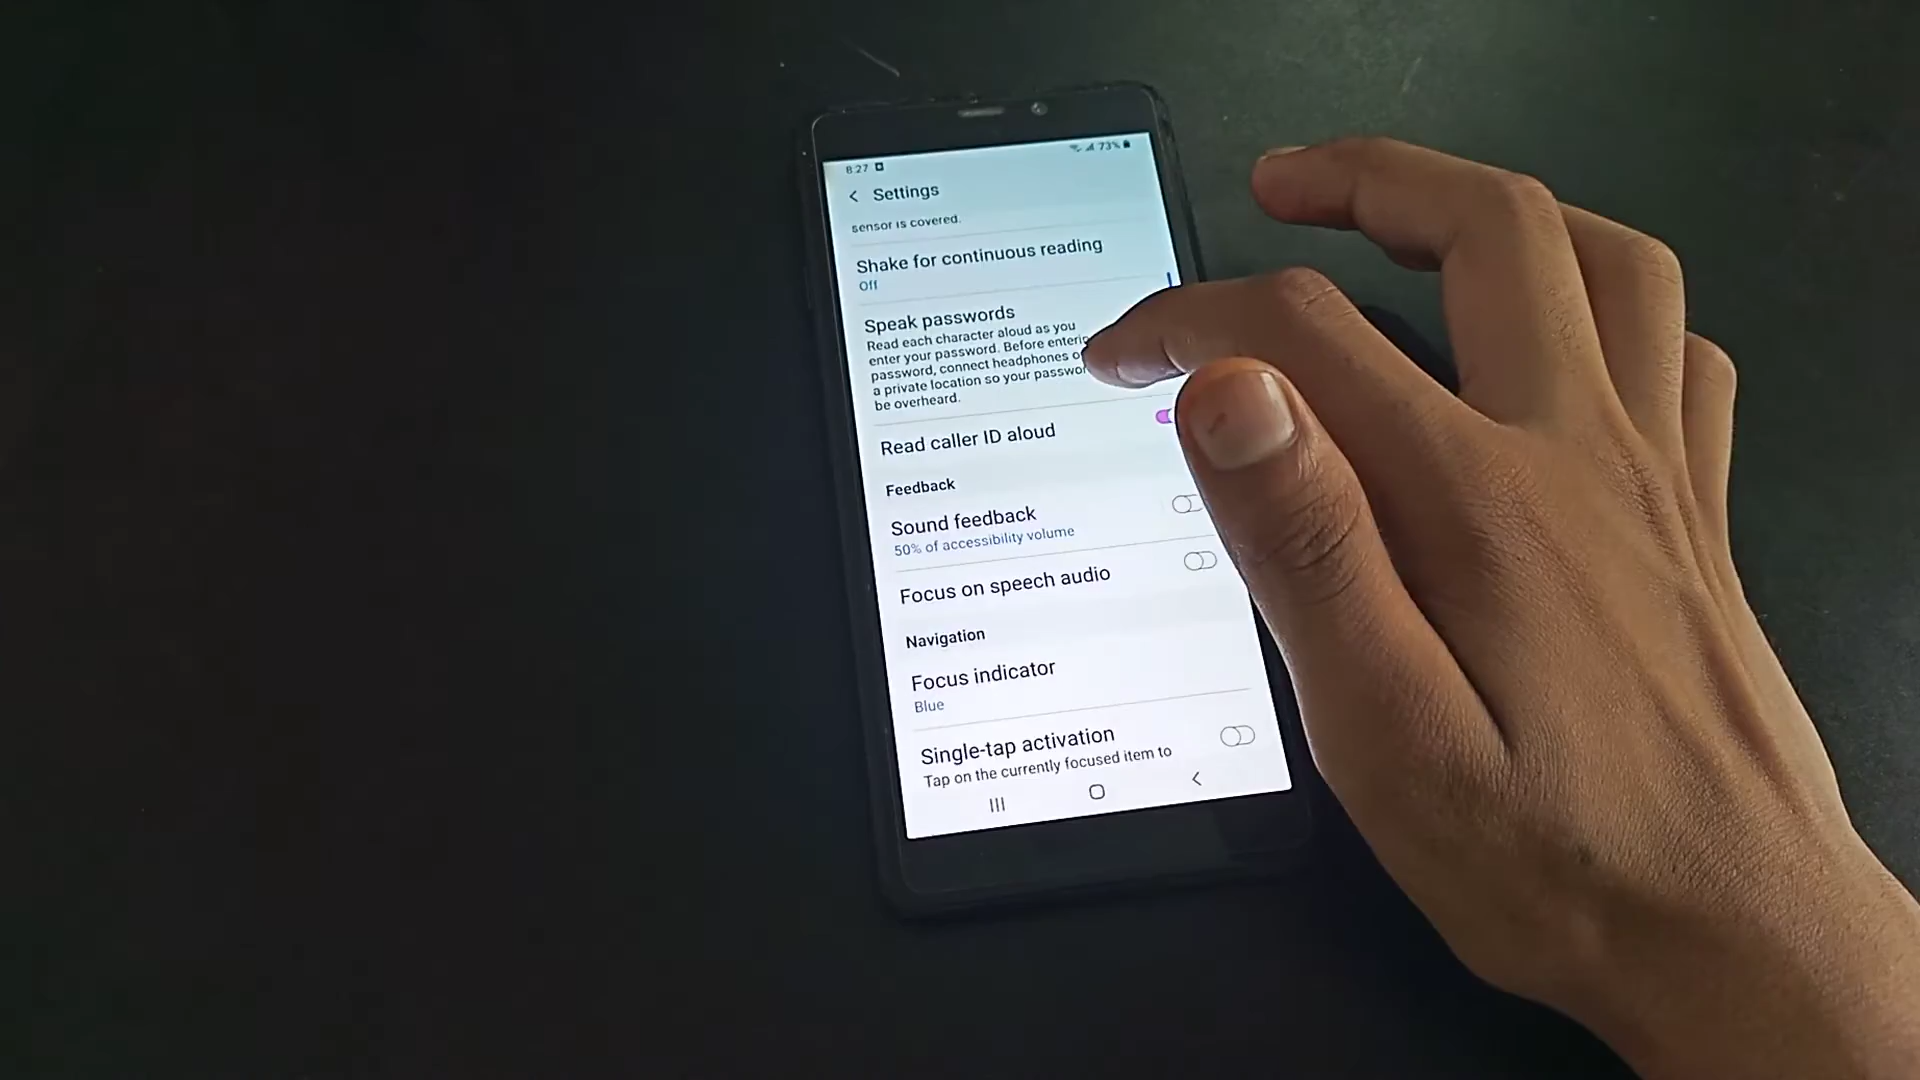 8:27 73%
Settings
sensor is covered.
Shake for continuous reading
Off
Speak passwords
Read each character aloud as you
enter your password. Before
password, connect headphones
a private location so your
be overheard.
Read caller ID aloud
Feedback
Sound feedback
50% of accessibility volume
Focus on speech audio
Navigation
Focus indicator
Blue
Single-tap activation
Tap on the currently focused item to